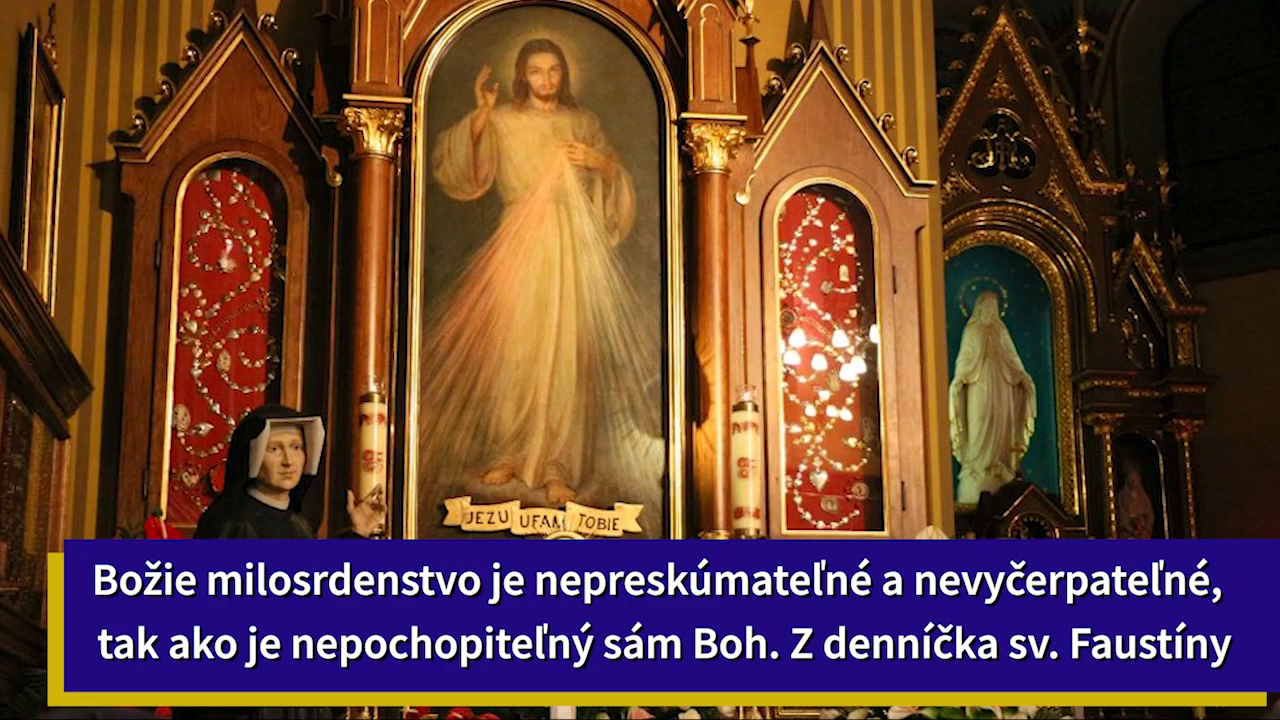 JEZU UFAM TOBIE
Božie milosrdenstvo je nepreskúmateľné a nevyčerpateľné,
tak ako je nepochopiteľný sám Boh. Z denníčka sv. Faustíny